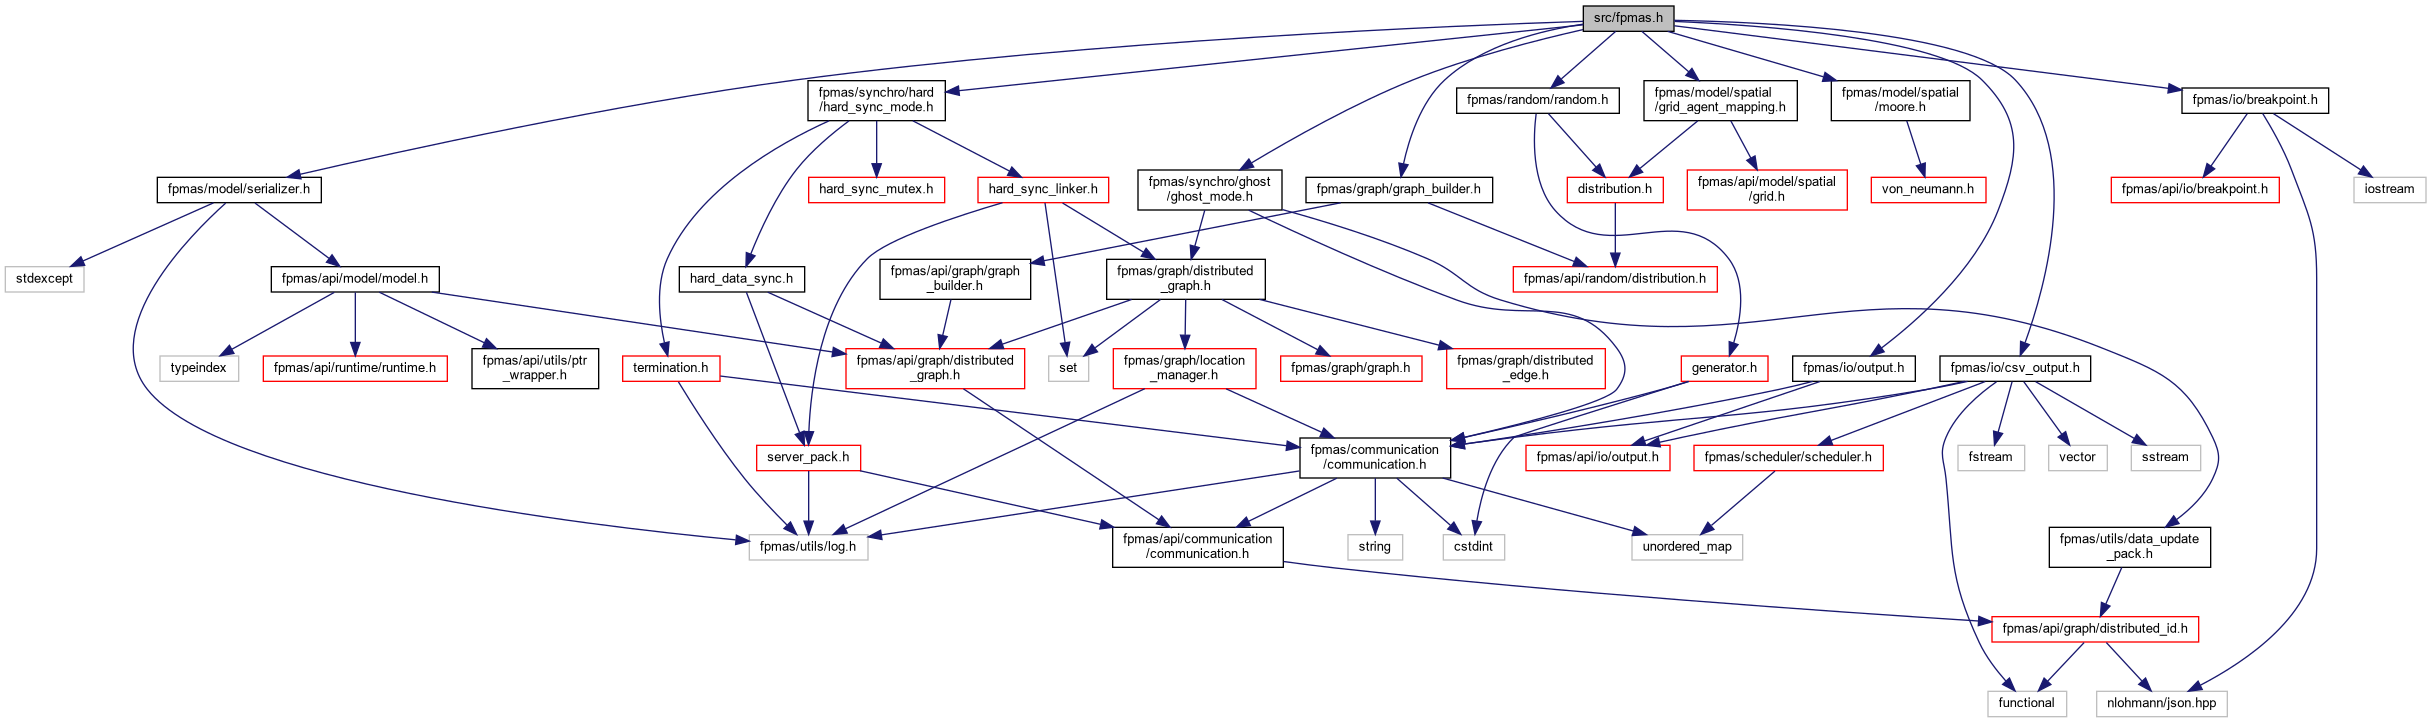 src/fpmas.h
fpmas/synchro/hard
/hard_sync_mode.h
fpmas/random/random.h
fpmas/model/spatial
/grid_agent_mapping.h
fpmas/model/spatial
/moore.h
fpmas/io/breakpoint.h
fpmas/model/serializer.h
hard_sync_mutex.h
hard_sync_linker.h
fpmas/synchro/ghost
/ghost_mode.h
fpmas/graph/graph_builder.h
distribution.h
fpmas/api/model/spatial
/grid.h
von_neumann.h
fpmas/api/io/breakpoint.h
iostream
stdexcept
fpmas/api/model/model.h
hard_data_sync.h
fpmas/api/graph/graph
_builder.h
fpmas/graph/distributed
_graph.h
fpmas/api/random/distribution.h
typeindex
fpmas/api/runtime/runtime.h
fpmas/api/utils/ptr
_wrapper.h
termination.h
fpmas/api/graph/distributed
_graph.h
set
fpmas/graph/location
_manager.h
fpmas/graph/graph.h
fpmas/graph/distributed
_edge.h
generator.h
fpmas/io/output.h
fpmas/io/csv_output.h
server_pack.h
fpmas/communication
/communication.h
fpmas/api/io/output.h
fpmas/scheduler/scheduler.h
fstream
vector
sstream
fpmas/utils/log.h
fpmas/api/communication
/communication.h
string
cstdint
unordered_map
fpmas/utils/data_update
_pack.h
fpmas/api/graph/distributed_id.h
functional
nlohmann/json.hpp